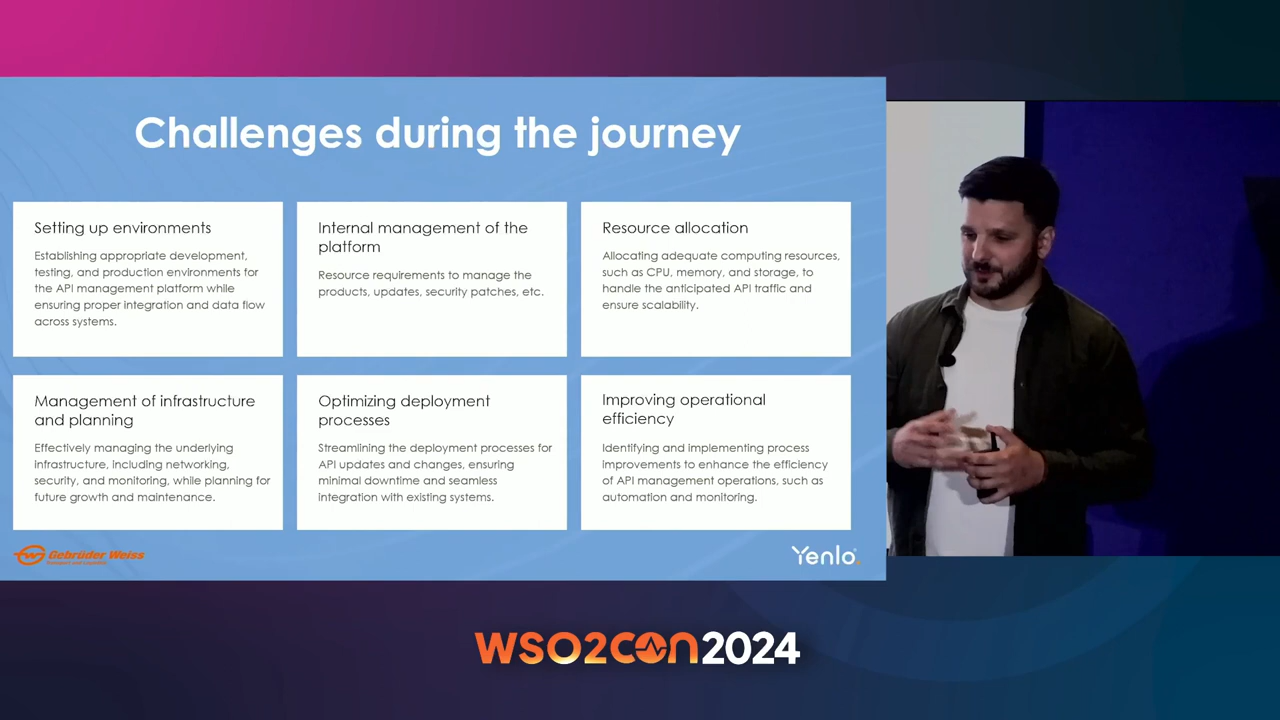 Challenges during the journey
Setting up environments
Establishing appropriate development,
testing, and production environments for
the API management platform while
ensuring proper integration and data flow
across systems.
Internal management of the
platform
Resource requirements to manage the
products, updates, security patches, etc.
Resource allocation
Allocating adequate computing resources,
such as CPU, memory, and storage, to
handle the anticipated API traffic and
ensure scalability.
Management of infrastructure
and planning
Effectively managing the underlying
infrastructure, including networking,
security, and monitoring, while planning for
future growth and maintenance.
Optimizing deployment
processes
Streamlining the deployment processes for
API updates and changes, ensuring
minimal downtime and seamless
integration with existing systems.
Improving operational
efficiency
Identifying and implementing process
improvements to enhance the efficiency
of API management operations, such as
automation and monitoring.
Gebrüder Weiss
Yenlo
WSO2CON2024